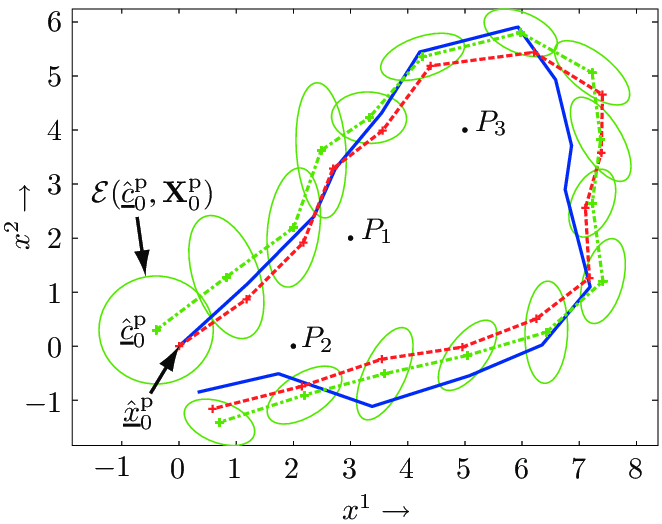 6
5
4
3
2
1
0
−1
x² →
ℰ(ĉ₀ᵖ, X₀ᵖ)
ĉ₀ᵖ
x̂₀ᵖ
P₃
P₁
P₂
−1 0 1 2 3 4 5 6 7 8
x¹ →